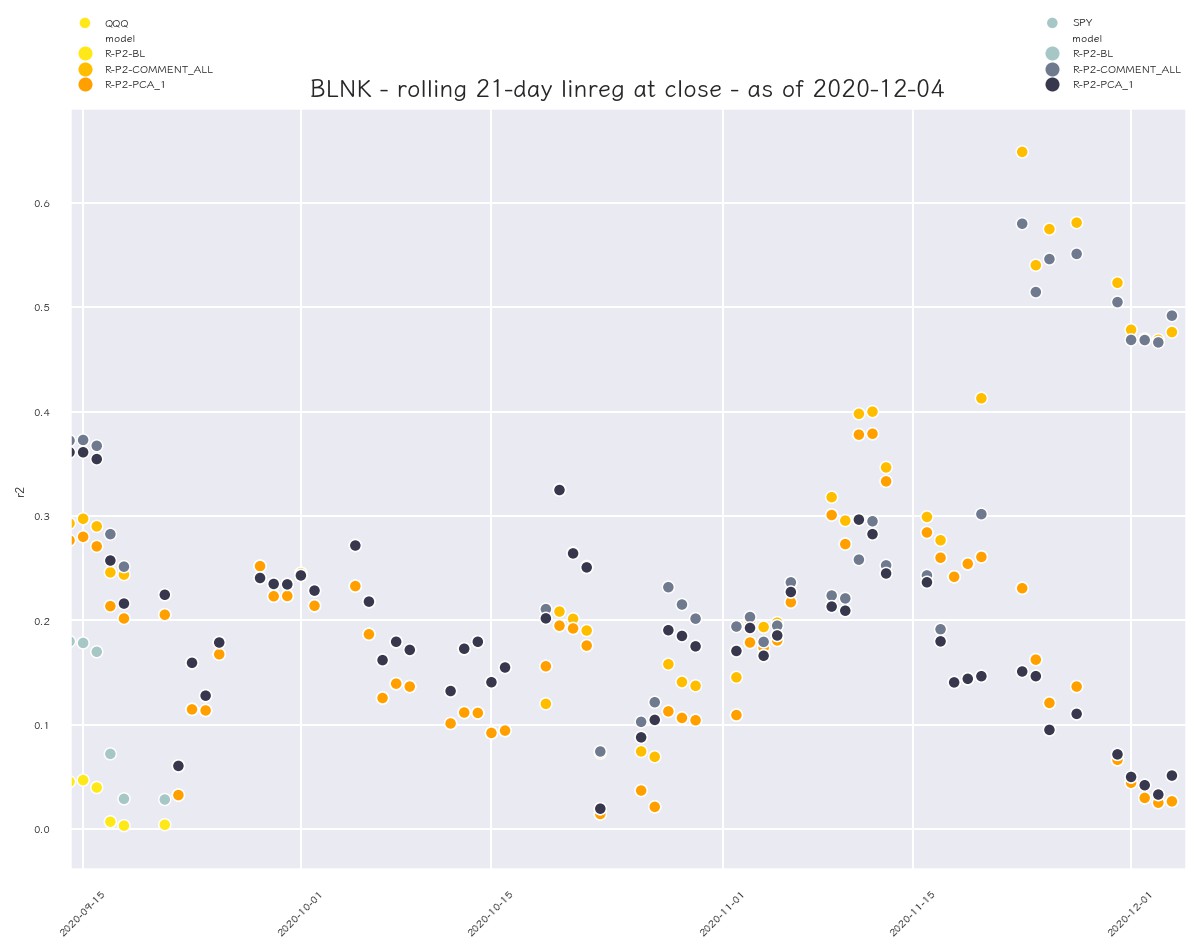 QQQ
model
R-P2-BL
R-P2-COMMENT_ALL
R-P2-PCA_1
SPY
model
R-P2-BL
R-P2-COMMENT_ALL
R-P2-PCA_1
BLNK - rolling 21-day linreg at close - as of 2020-12-04
r2
0.6
0.5
0.4
0.3
0.2
0.1
0.0
2020-09-15
2020-10-01
2020-10-15
2020-11-01
2020-11-15
2020-12-01